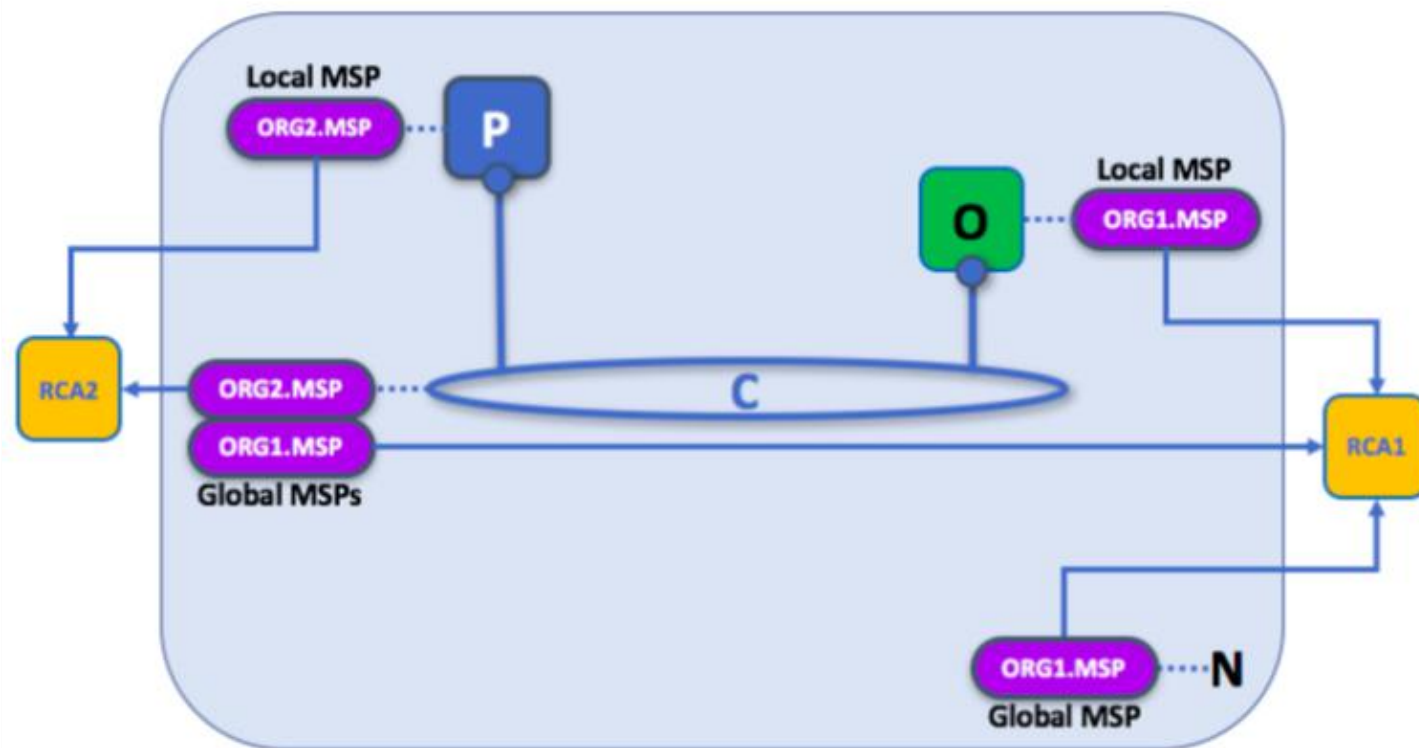 Local MSP
ORG2.MSP
P
Local MSP
O
ORG1.MSP
RCA2
ORG2.MSP
C
ORG1.MSP
RCA1
Global MSPs
ORG1.MSP
N
Global MSP